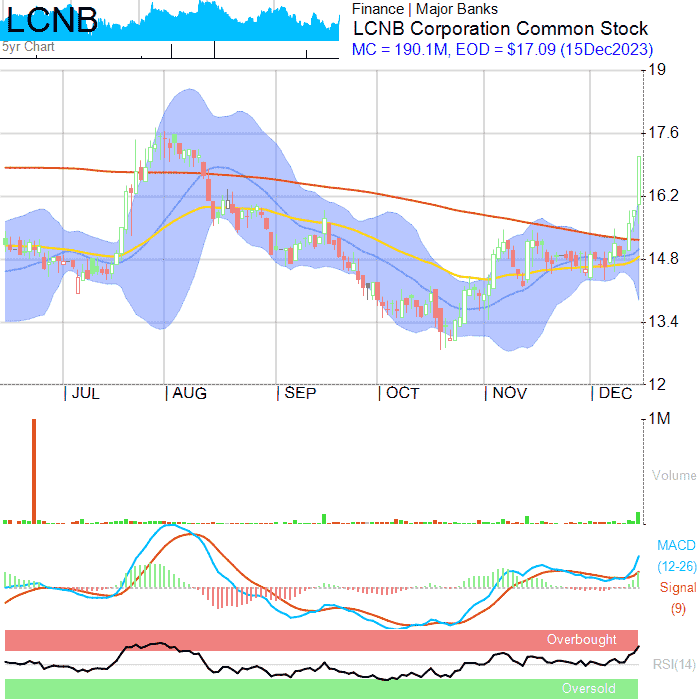 LCNB
5yr Chart
Finance | Major Banks
LCNB Corporation Common Stock
MC = 190.1M, EOD = $17.09 (15Dec2023)
19
17.6
16.2
14.8
13.4
12
| JUL | AUG | SEP | OCT | NOV | DEC
1M
Volume
MACD
(12-26)
Signal
(9)
Overbought
RSI(14)
Oversold